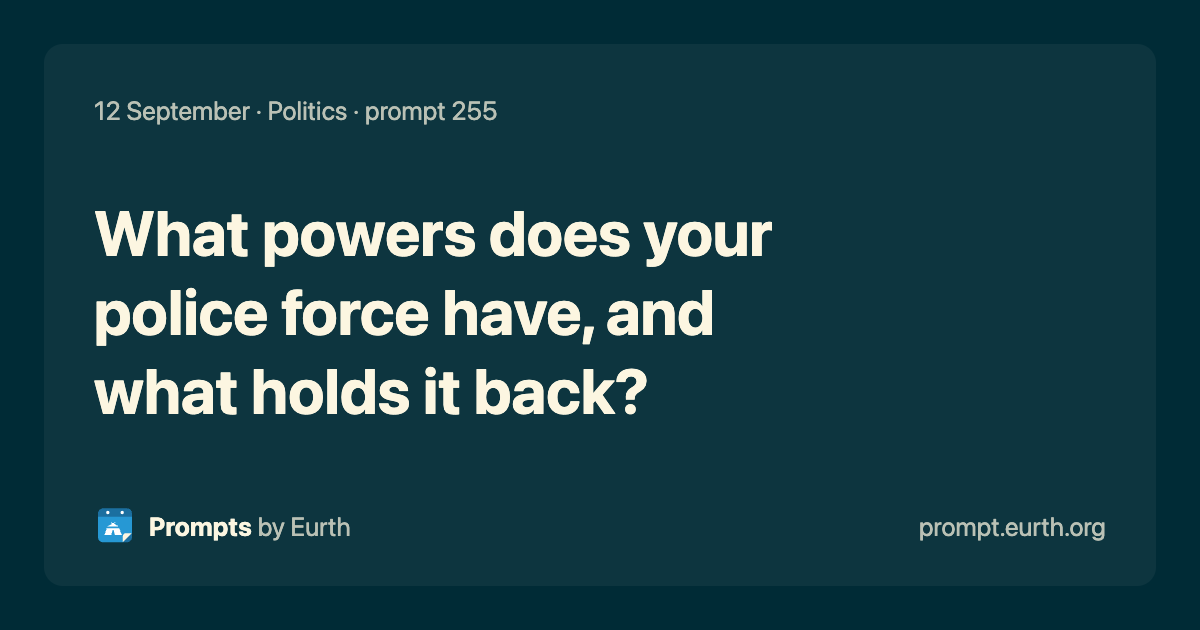 12 September · Politics · prompt 255
What powers does your
police force have, and
what holds it back?
Prompts by Eurth
prompt.eurth.org